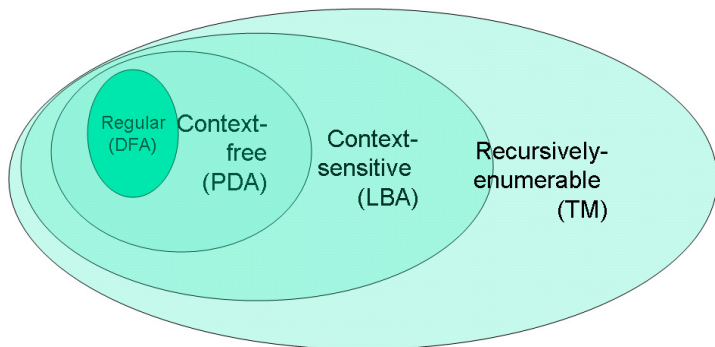 Regular
(DFA)
Context-
free
(PDA)
Context-
sensitive
(LBA)
Recursively-
enumerable
(TM)